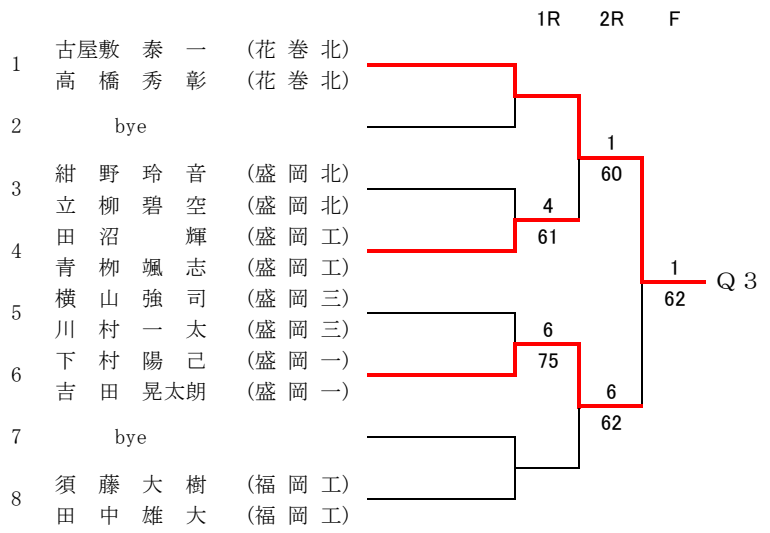 1R 2R F
古屋敷 泰 一 (花 巻 北)
1
高 橋 秀 彰 (花 巻 北)
2 bye
1
60
紺 野 玲 音 (盛 岡 北)
3
立 柳 碧 空 (盛 岡 北)
4
61
田 沼 輝 (盛 岡 工)
4
青 栁 颯 志 (盛 岡 工)
1
62
Q3
横 山 強 司 (盛 岡 三)
5
川 村 一 太 (盛 岡 三)
6
75
下 村 陽 己 (盛 岡 一)
6
吉 田 晃太朗 (盛 岡 一)
6
62
7 bye
須 藤 大 樹 (福 岡 工)
8
田 中 雄 大 (福 岡 工)